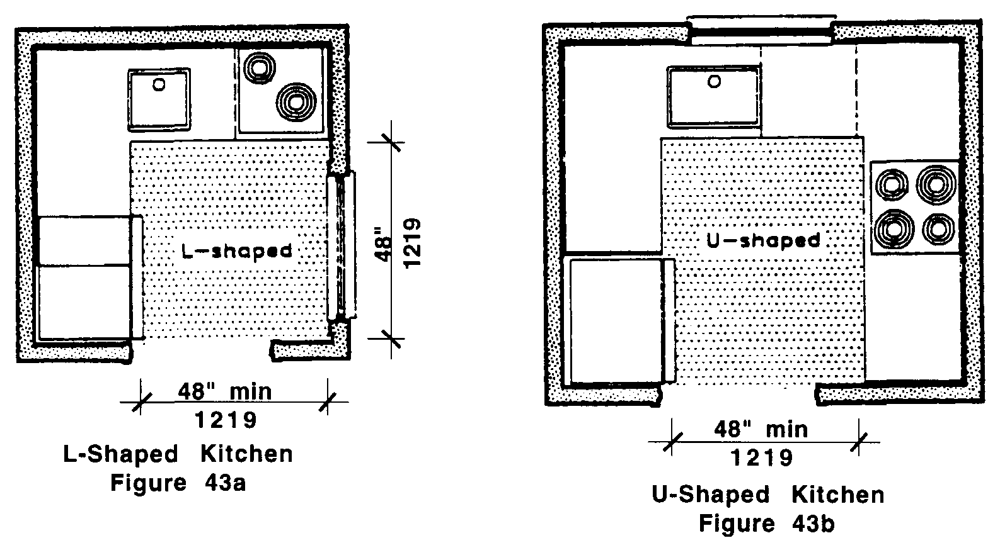 L-shaped
48"
1219
48" min
1219
L-Shaped Kitchen
Figure 43a
U-shaped
48" min
1219
U-Shaped Kitchen
Figure 43b